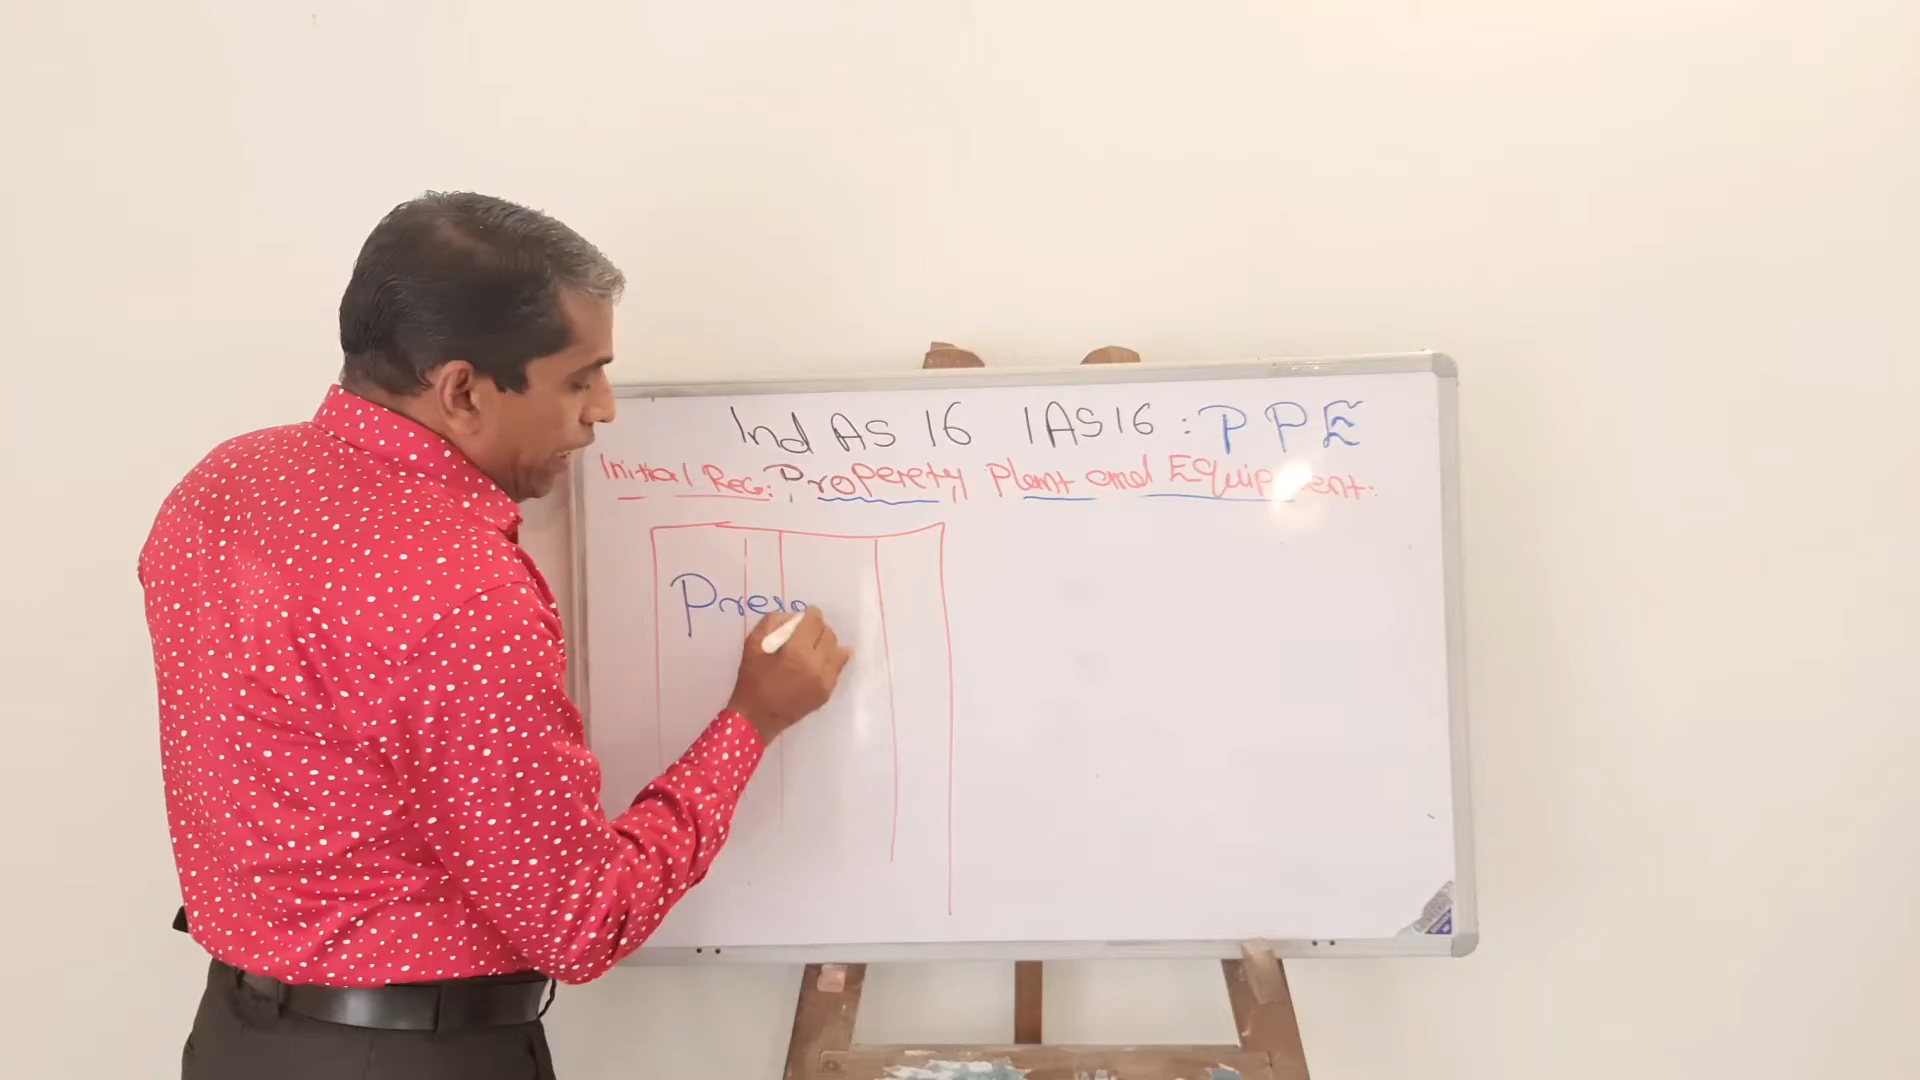 Ind AS 16 IAS16 : PPE
Initial Rec: Properety Plant and Equipment.
Prese